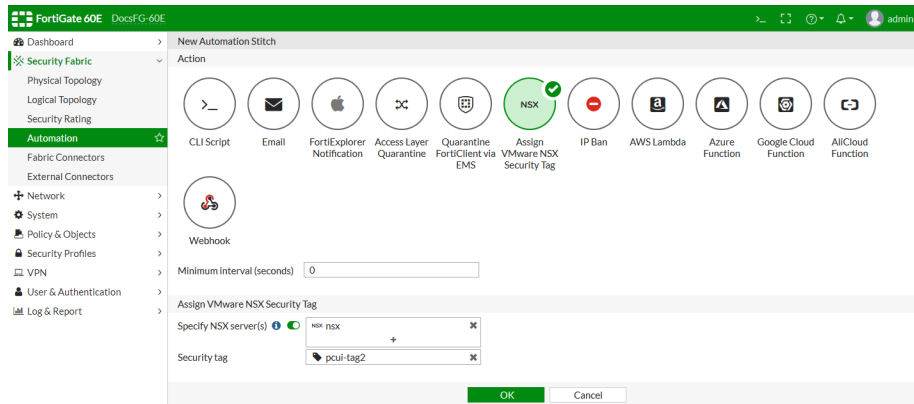 FortiGate 60E DocsFG-60E
>_
admin
Dashboard
Security Fabric
Physical Topology
Logical Topology
Security Rating
Automation
Fabric Connectors
External Connectors
Network
System
Policy & Objects
Security Profiles
VPN
User & Authentication
Log & Report
New Automation Stitch
Action
>_
NSX
a
CLI Script
Email
FortiExplorer
Notification
Access Layer
Quarantine
Quarantine
FortiClient via
EMS
Assign
VMware NSX
Security Tag
IP Ban
AWS Lambda
Azure
Function
Google Cloud
Function
AliCloud
Function
Webhook
Minimum interval (seconds) 0
Assign VMware NSX Security Tag
Specify NSX server(s) NSX nsx
+
Security tag pcui-tag2
OK Cancel